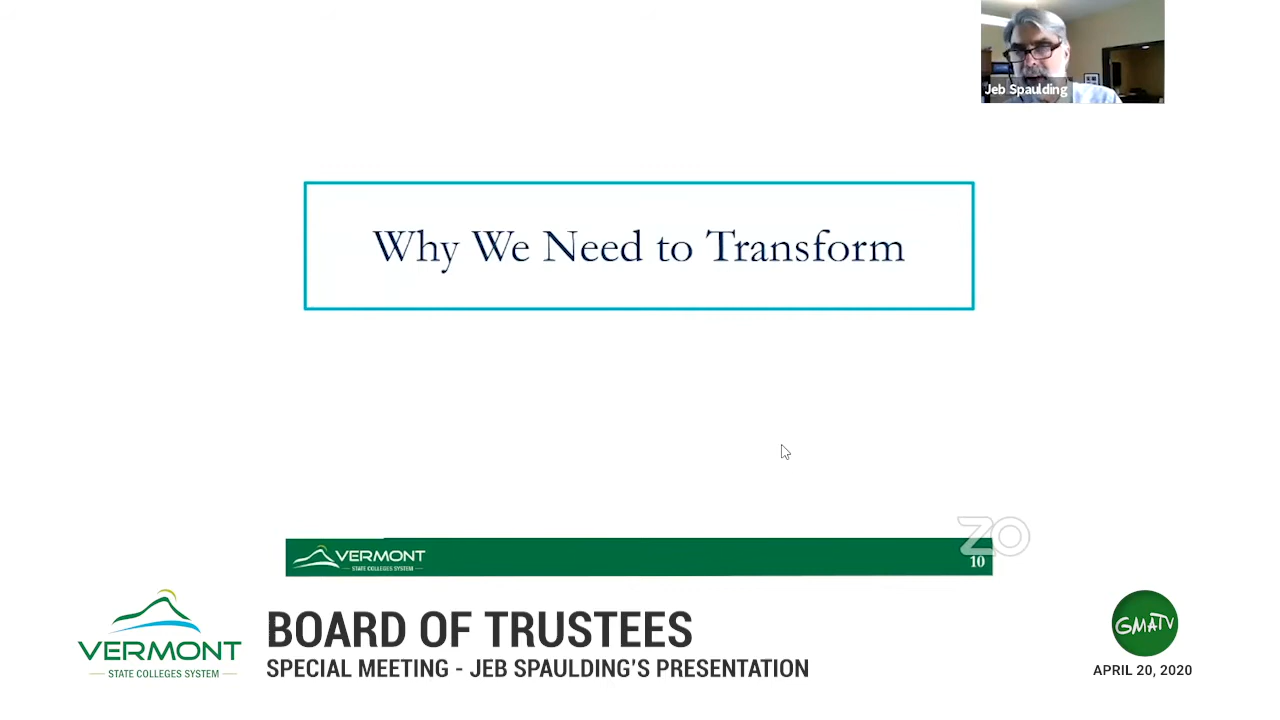 Jeb Spaulding
Why We Need to Transform
VERMONT
STATE COLLEGES SYSTEM
zo
10
VERMONT
STATE COLLEGES SYSTEM
BOARD OF TRUSTEES
SPECIAL MEETING - JEB SPAULDING'S PRESENTATION
GMATV
APRIL 20, 2020